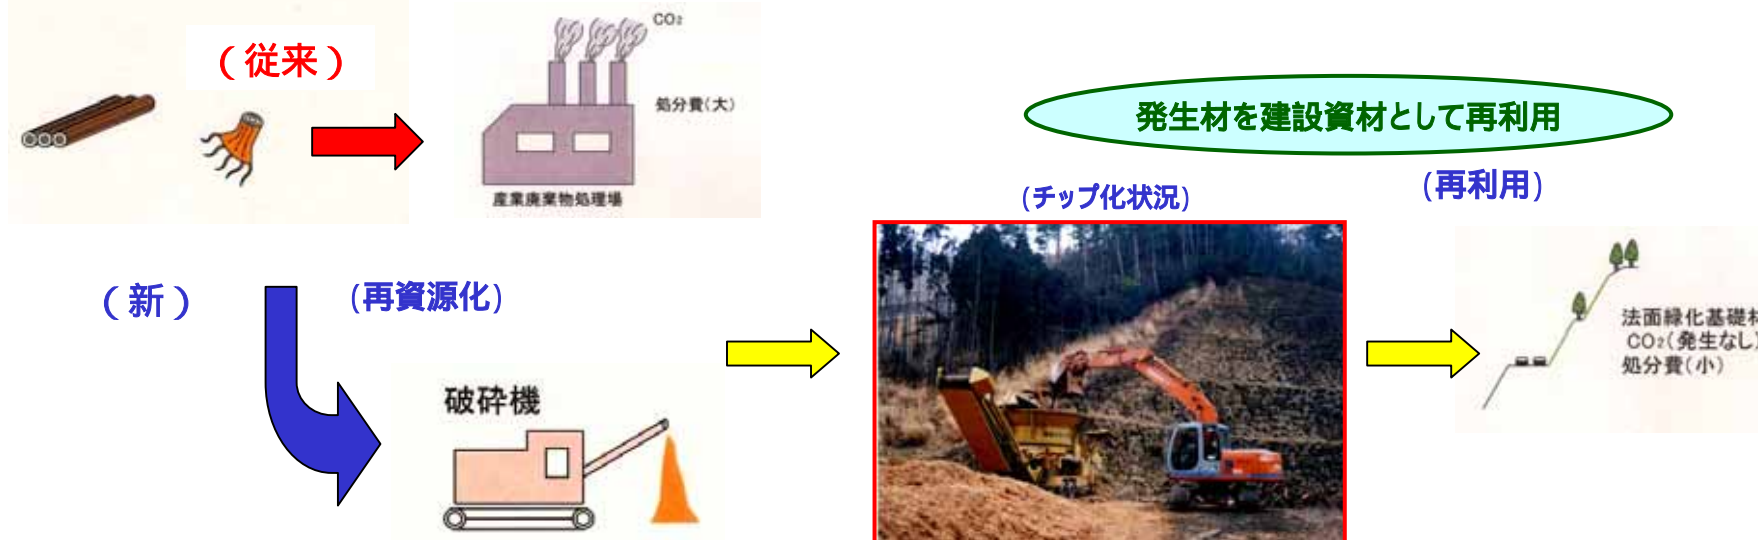 （従来）
CO₂
処分費（大）
産業廃棄物処理場
発生材を建設資材として再利用
（チップ化状況）
（再利用）
（新）
（再資源化）
破砕機
法面緑化基礎材
CO₂（発生なし）
処分費（小）